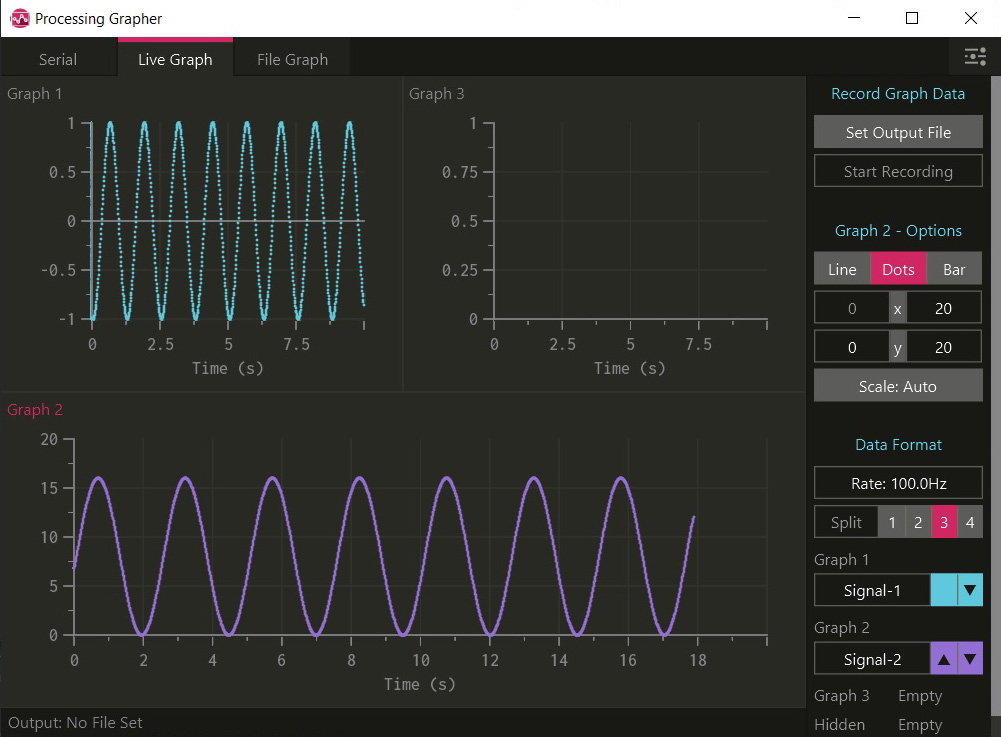 Processing Grapher
Serial
Live Graph
File Graph
Graph 1
1
0.5
0
-0.5
-1
0 2.5 5 7.5
Time (s)
Graph 3
1
0.75
0.5
0.25
0
0 2.5 5 7.5
Time (s)
Graph 2
20
15
10
5
0
0 2 4 6 8 10 12 14 16 18
Time (s)
Output: No File Set
Record Graph Data
Set Output File
Start Recording
Graph 2 - Options
Line Dots Bar
0 x 20
0 y 20
Scale: Auto
Data Format
Rate: 100.0Hz
Split 1 2 3 4
Graph 1
Signal-1 ▼
Graph 2
Signal-2 ▲ ▼
Graph 3 Empty
Hidden Empty